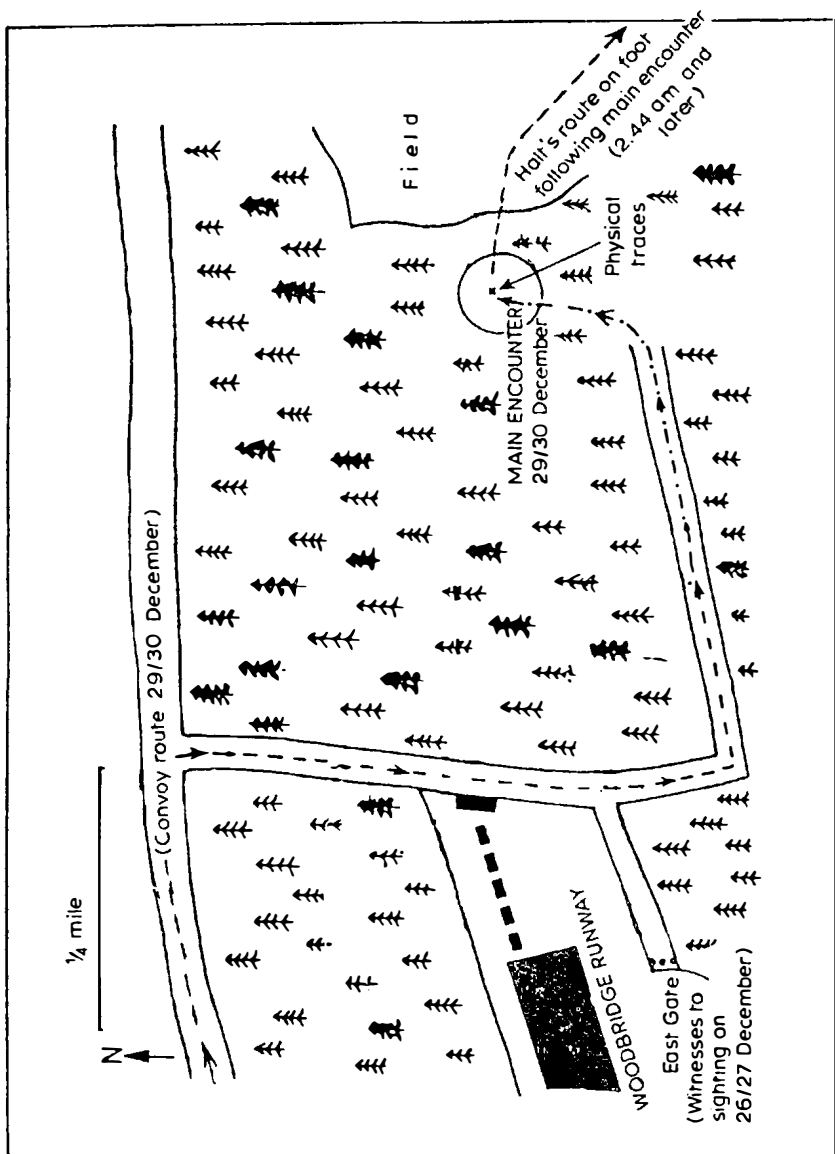 N
1/4 mile
(Convoy route 29/30 December)
Field
Halt's route on foot
following main encounter
(2.44 am and
later)
Physical
traces
MAIN ENCOUNTER
29/30 December
WOODBRIDGE RUNWAY
East Gate
(Witnesses to
sighting on
26/27 December)